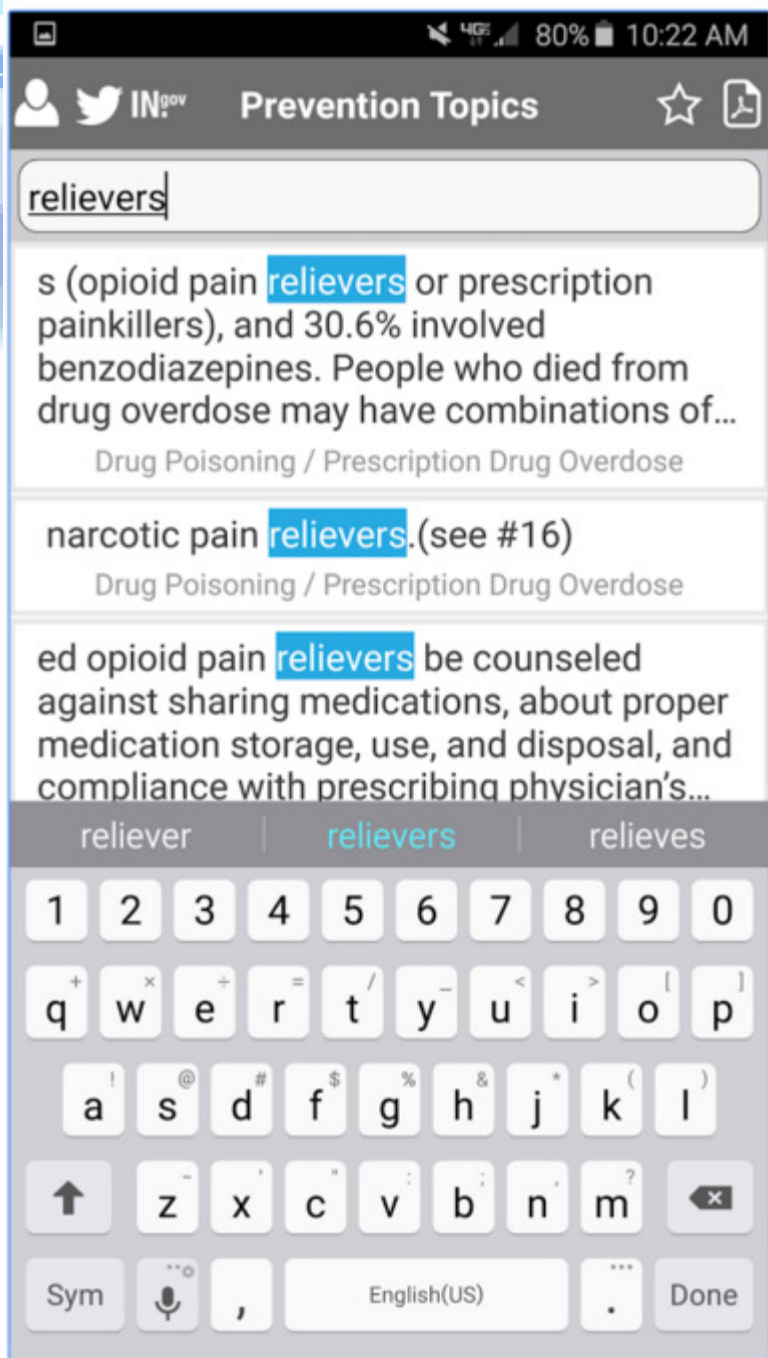 4G 80% 10:22 AM
IN.gov Prevention Topics
relievers
s (opioid pain relievers or prescription
painkillers), and 30.6% involved
benzodiazepines. People who died from
drug overdose may have combinations of…
Drug Poisoning / Prescription Drug Overdose
narcotic pain relievers.(see #16)
Drug Poisoning / Prescription Drug Overdose
ed opioid pain relievers be counseled
against sharing medications, about proper
medication storage, use, and disposal, and
compliance with prescribing physician’s…
reliever relievers relieves
1 2 3 4 5 6 7 8 9 0
+ × ÷ = / _ < > [ ]
q w e r t y u i o p
! @ # $ % & * ( )
a s d f g h j k l
- ' " : ; , ?
z x c v b n m
Sym , English(US) . Done